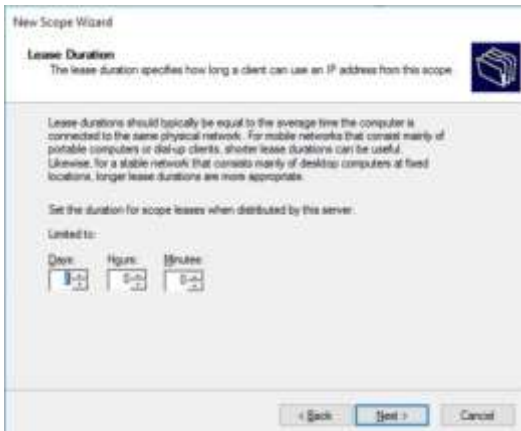 New Scope Wizard
Lease Duration
The lease duration specifies how long a client can use an IP address from this scope
Lease durations should typically be equal to the average time the computer is
connected to the same physical network. For mobile networks that consist mainly of
portable computers or dial-up clients, shorter lease durations can be useful.
Likewise, for a stable network that consists mainly of desktop computers at fixed
locations, longer lease durations are more appropriate.
Set the duration for scope leases when distributed by this server.
Limited to:
Days: Hours: Minutes:
0 0
< Back Next > Cancel